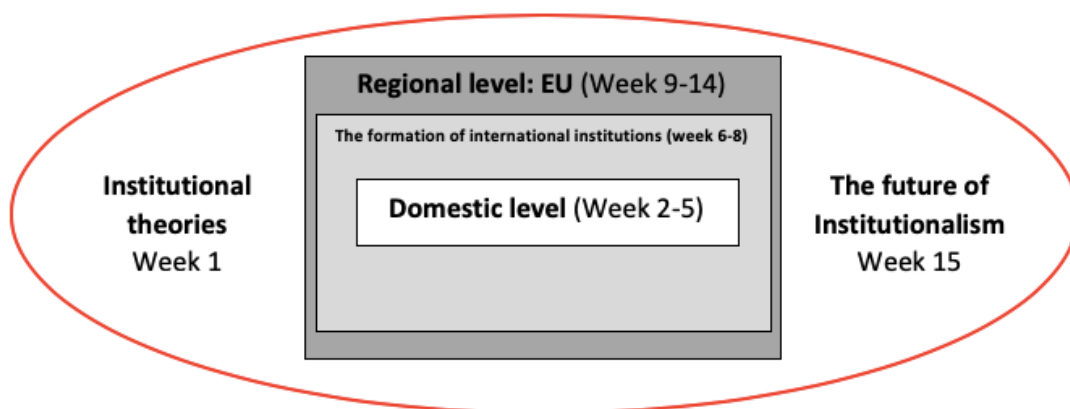 Regional level: EU (Week 9-14)
The formation of international institutions (week 6-8)
Domestic level (Week 2-5)
Institutional
theories
Week 1
The future of
Institutionalism
Week 15